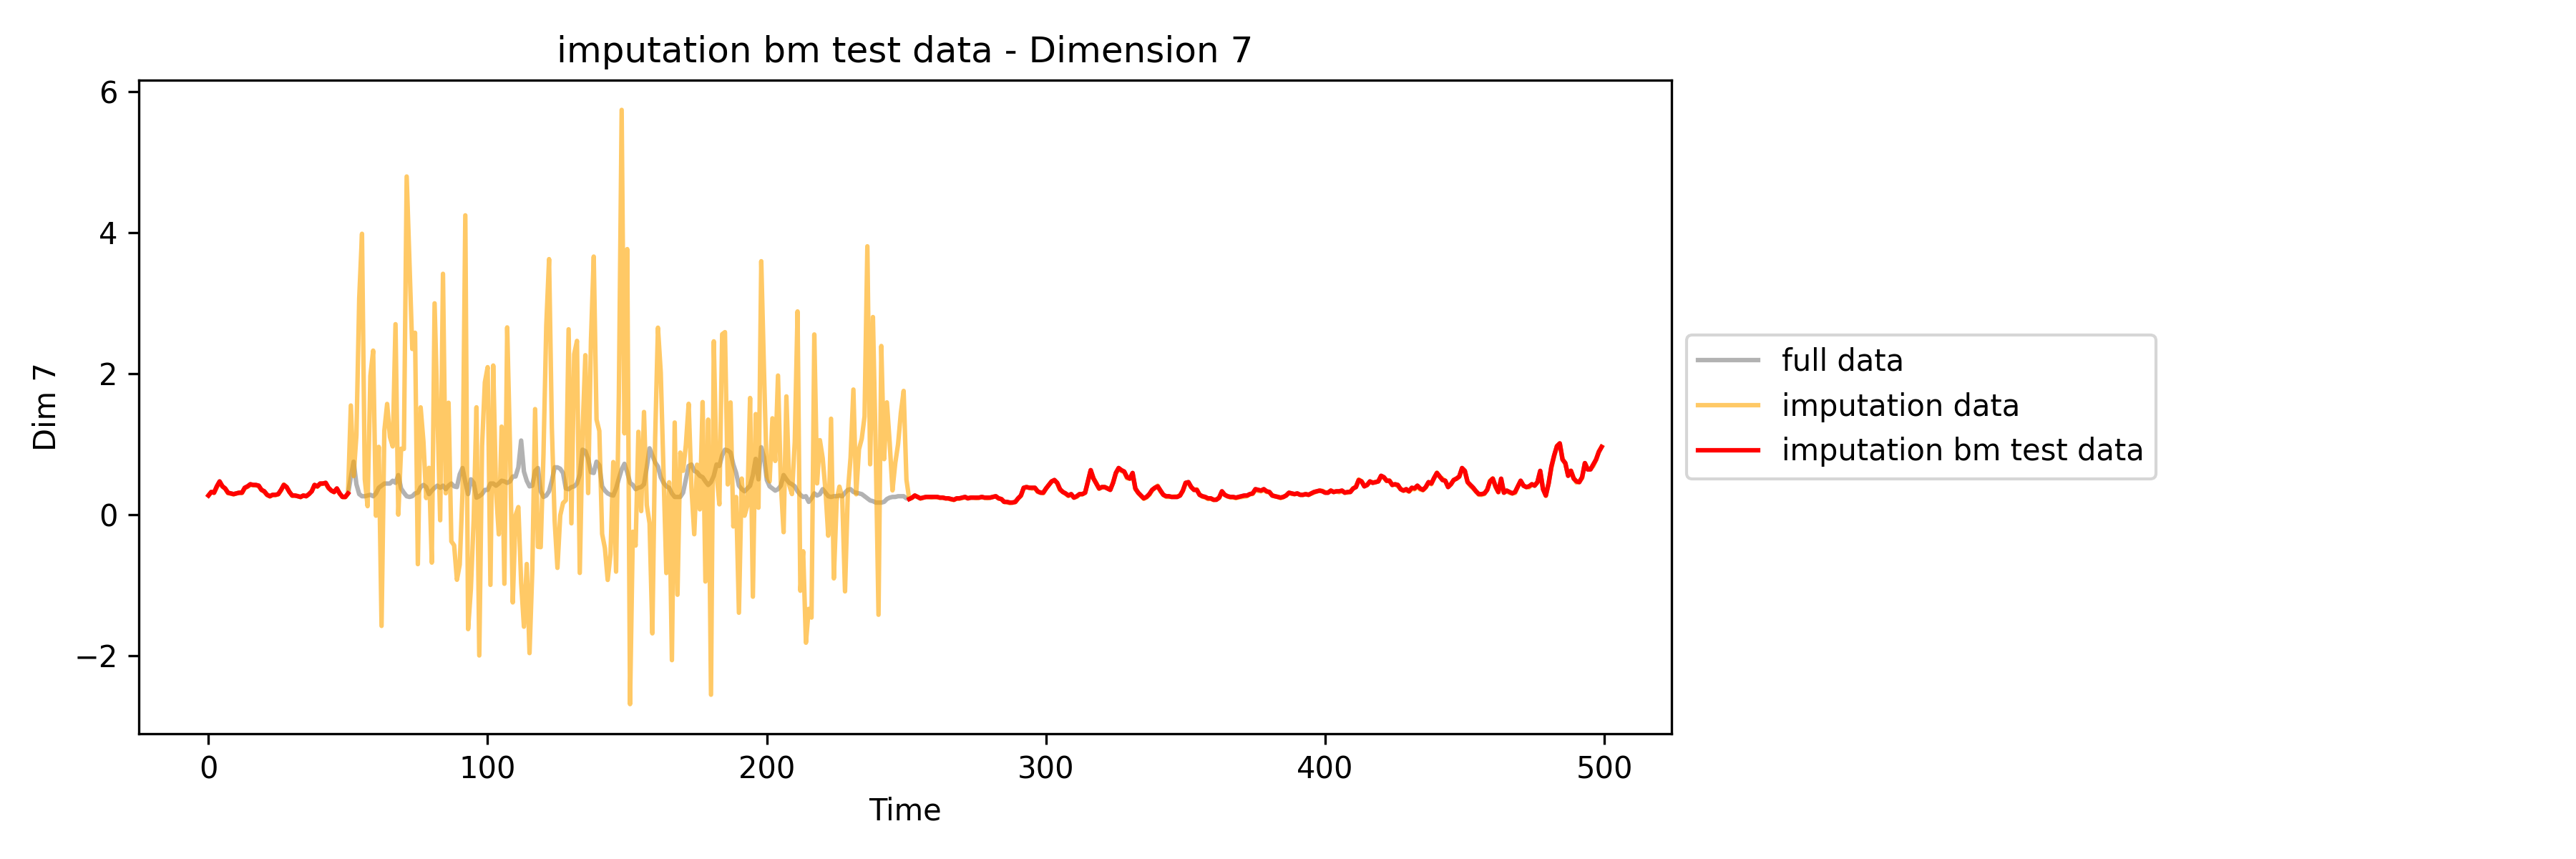 imputation bm test data - Dimension 7
6
4
2
0
−2
Dim 7
0 100 200 300 400 500
Time
full data
imputation data
imputation bm test data